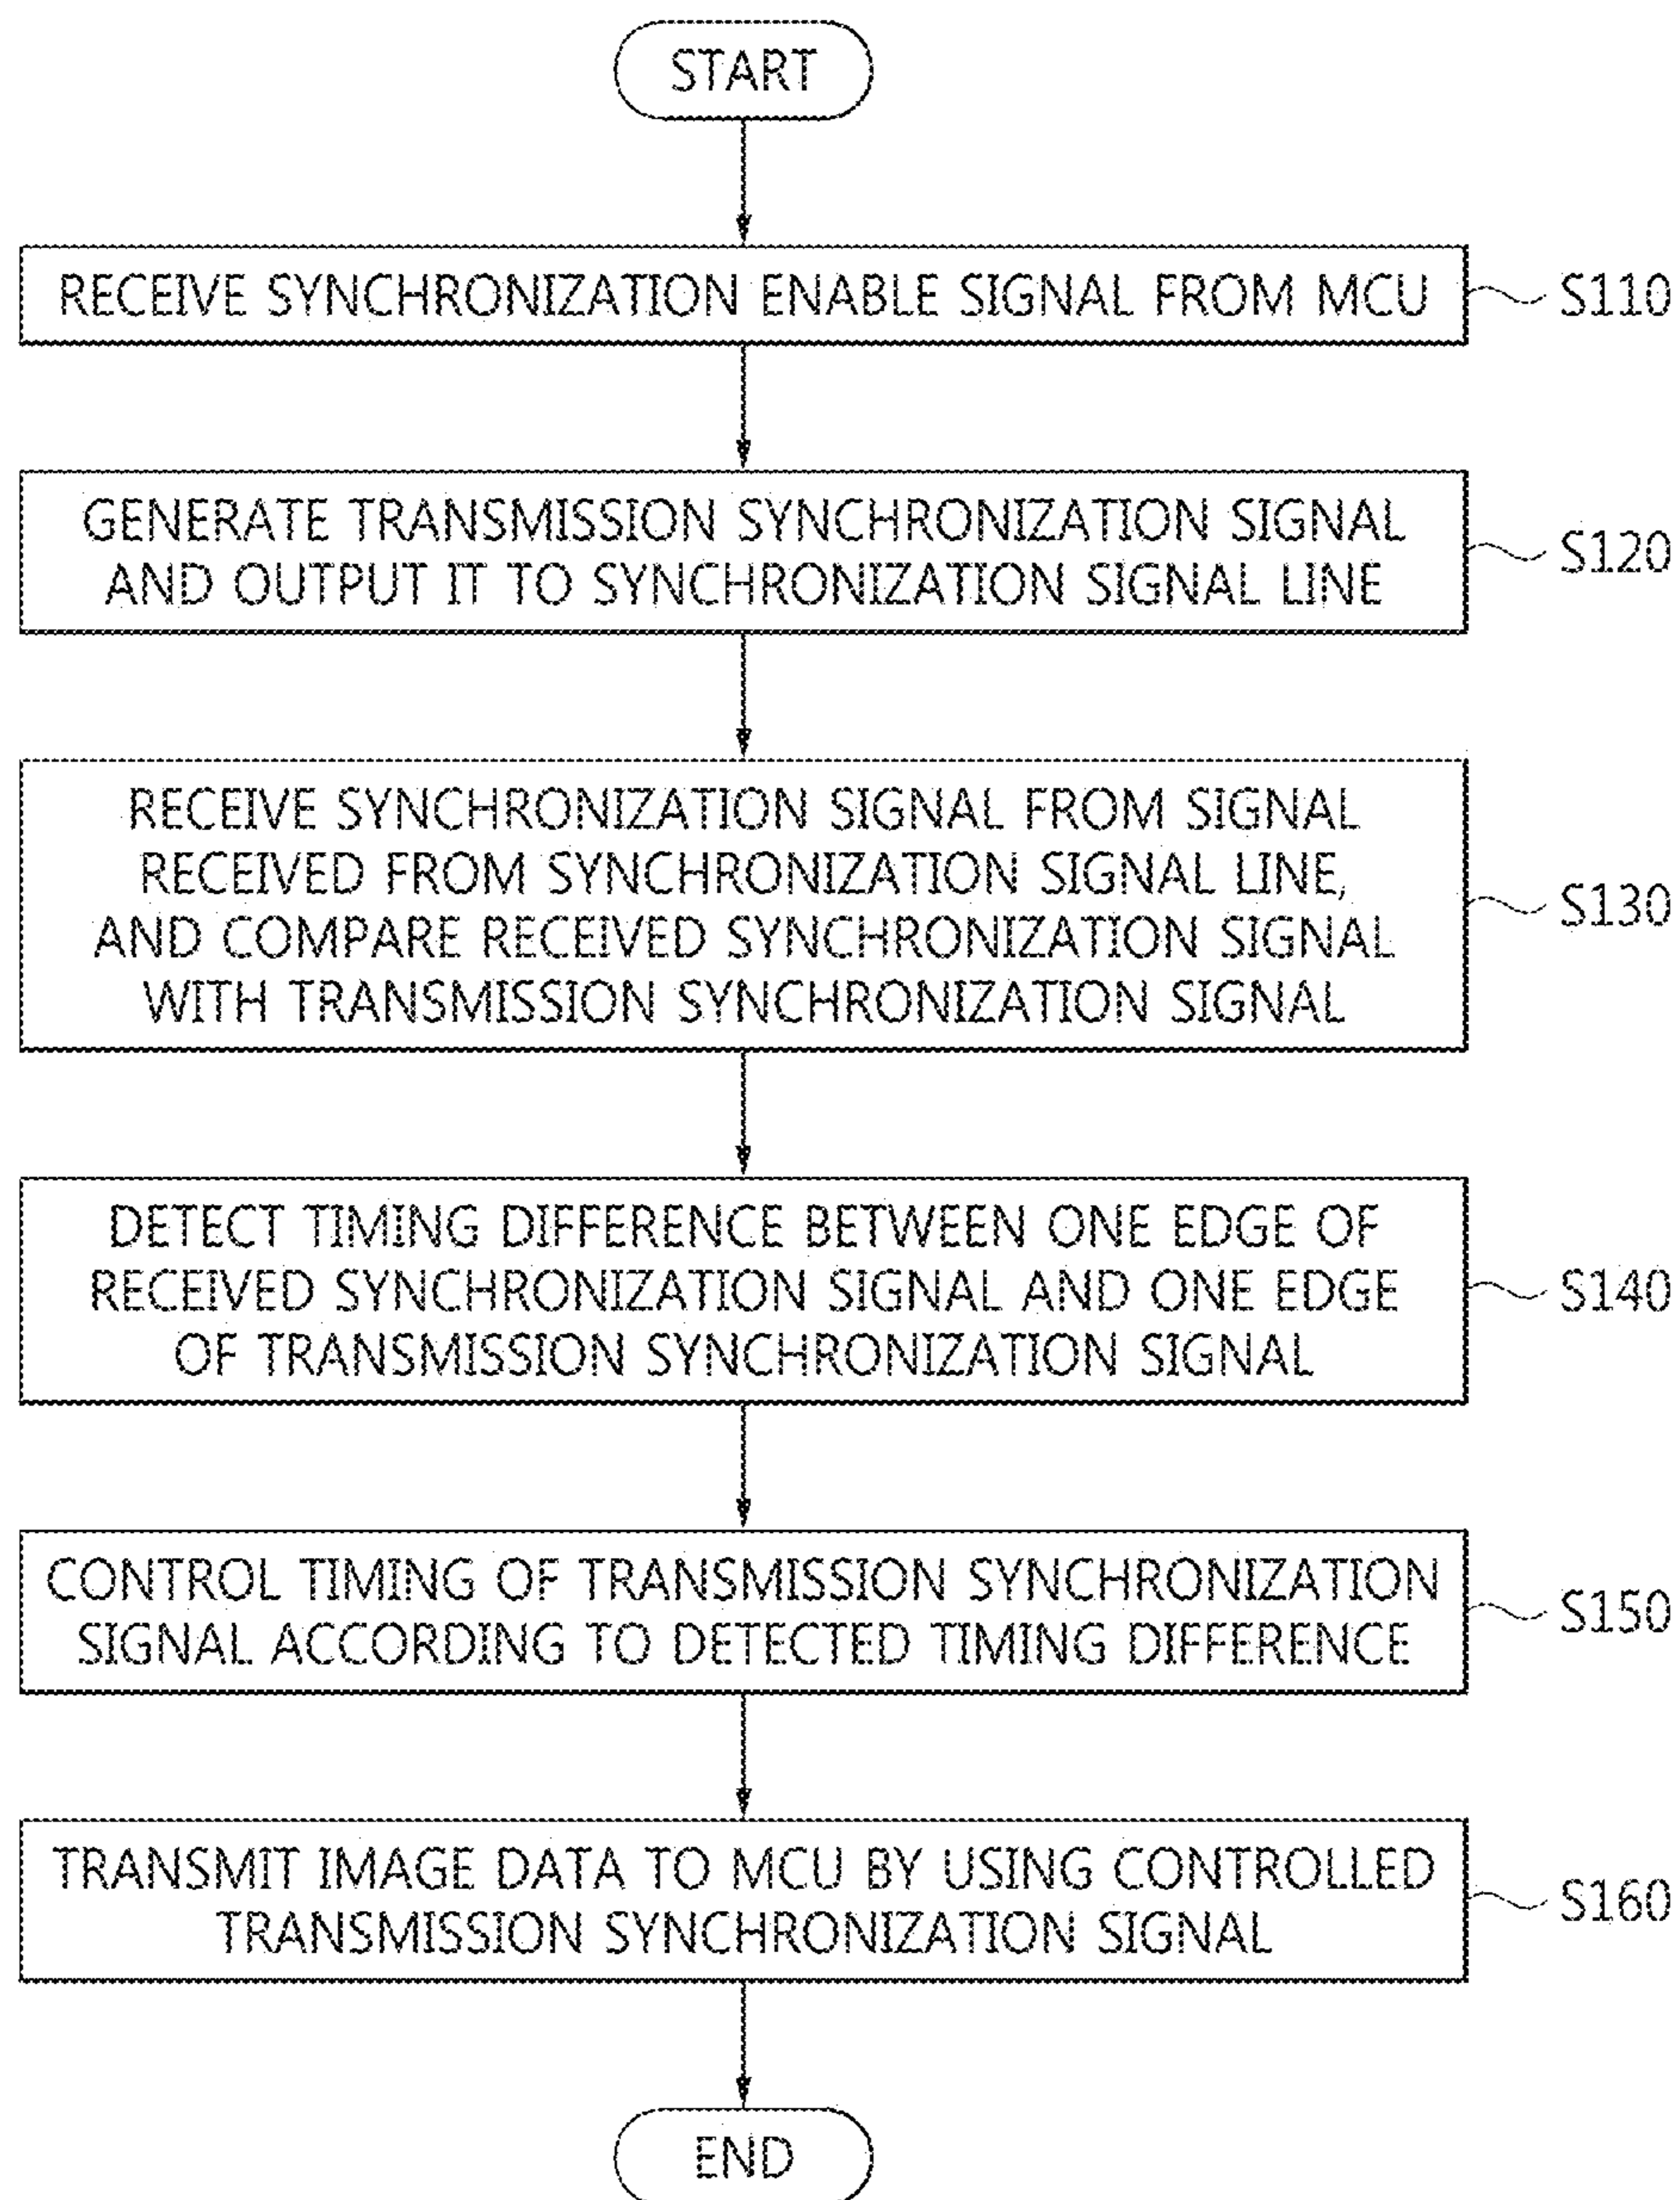 START
RECEIVE SYNCHRONIZATION ENABLE SIGNAL FROM MCU
S110
GENERATE TRANSMISSION SYNCHRONIZATION SIGNAL
AND OUTPUT IT TO SYNCHRONIZATION SIGNAL LINE
S120
RECEIVE SYNCHRONIZATION SIGNAL FROM SIGNAL
RECEIVED FROM SYNCHRONIZATION SIGNAL LINE,
AND COMPARE RECEIVED SYNCHRONIZATION SIGNAL
WITH TRANSMISSION SYNCHRONIZATION SIGNAL
S130
DETECT TIMING DIFFERENCE BETWEEN ONE EDGE OF
RECEIVED SYNCHRONIZATION SIGNAL AND ONE EDGE
OF TRANSMISSION SYNCHRONIZATION SIGNAL
S140
CONTROL TIMING OF TRANSMISSION SYNCHRONIZATION
SIGNAL ACCORDING TO DETECTED TIMING DIFFERENCE
S150
TRANSMIT IMAGE DATA TO MCU BY USING CONTROLLED
TRANSMISSION SYNCHRONIZATION SIGNAL
S160
END